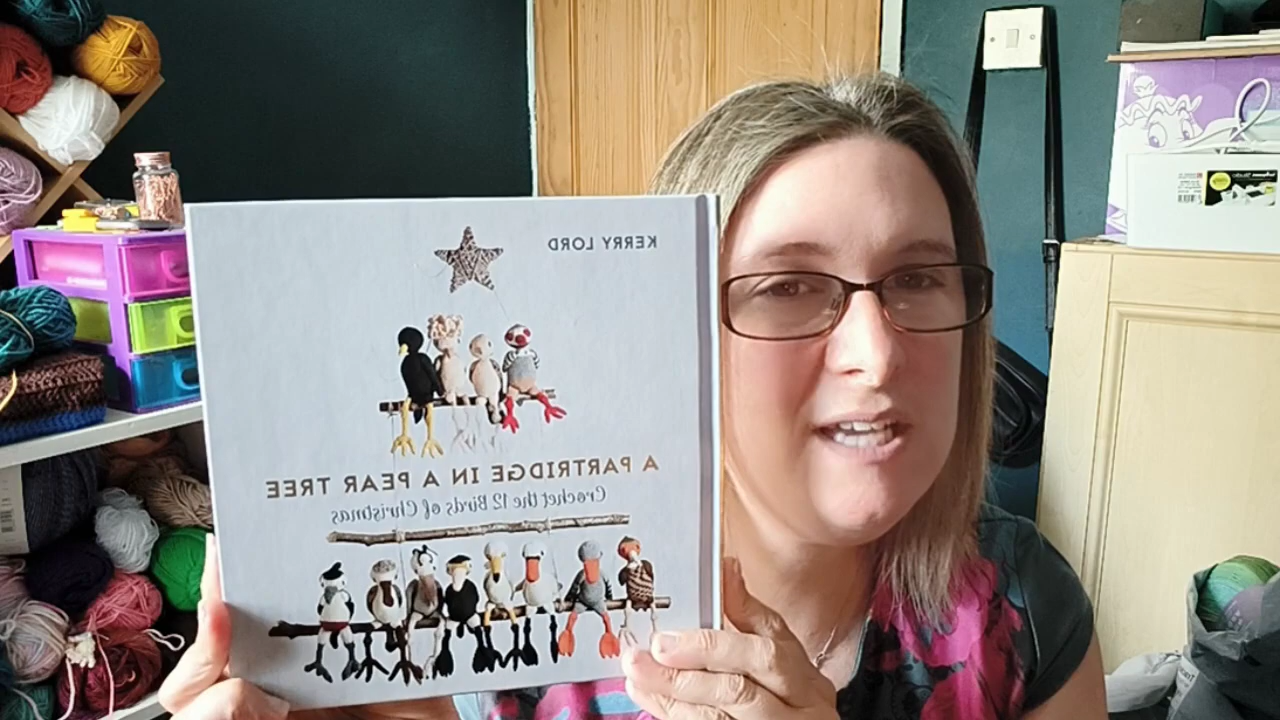 KERRY LORD
A PARTRIDGE IN A PEAR TREE
Crochet the 12 Birds of Christmas